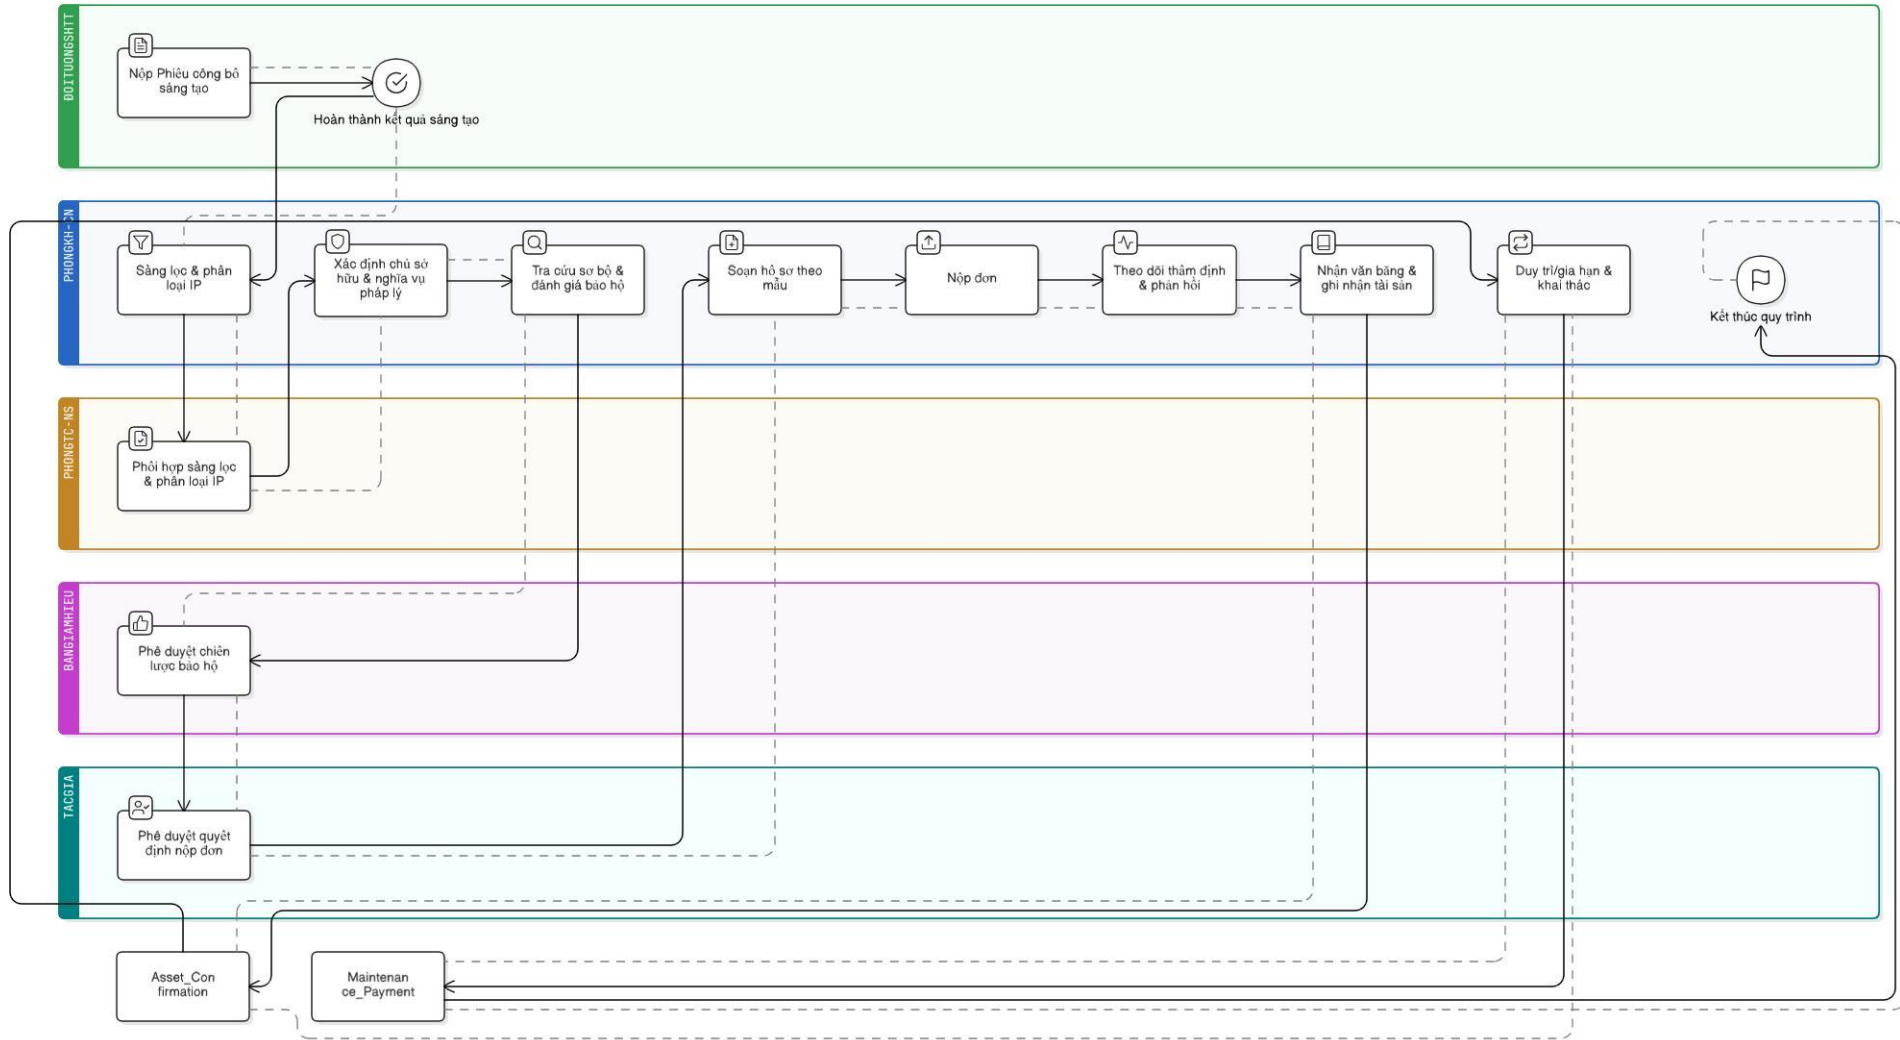 ĐOITUONGSHTT
Nộp Phiếu công bố
sáng tạo
Hoàn thành kết quả sáng tạo
PHONGKH-CN
Sàng lọc & phân
loại IP
Xác định chủ sở
hữu & nghĩa vụ
pháp lý
Tra cứu sơ bộ &
đánh giá bảo hộ
Soạn hồ sơ theo
mẫu
Nộp đơn
Theo dõi thẩm định
& phản hồi
Nhận văn bằng &
ghi nhận tài sản
Duy trì/gia hạn &
khai thác
Kết thúc quy trình
PHONGTC-NS
Phối hợp sàng lọc
& phân loại IP
BANGIAMHIEU
Phê duyệt chiến
lược bảo hộ
TACGIA
Phê duyệt quyết
định nộp đơn
Asset_Con
firmation
Maintenan
ce_Payment